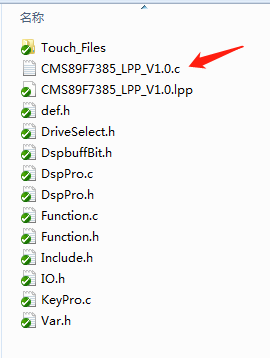 名称
Touch_Files
CMS89F7385_LPP_V1.0.c
CMS89F7385_LPP_V1.0.lpp
def.h
DriveSelect.h
DspbuffBit.h
DspPro.c
DspPro.h
Function.c
Function.h
Include.h
IO.h
KeyPro.c
Var.h